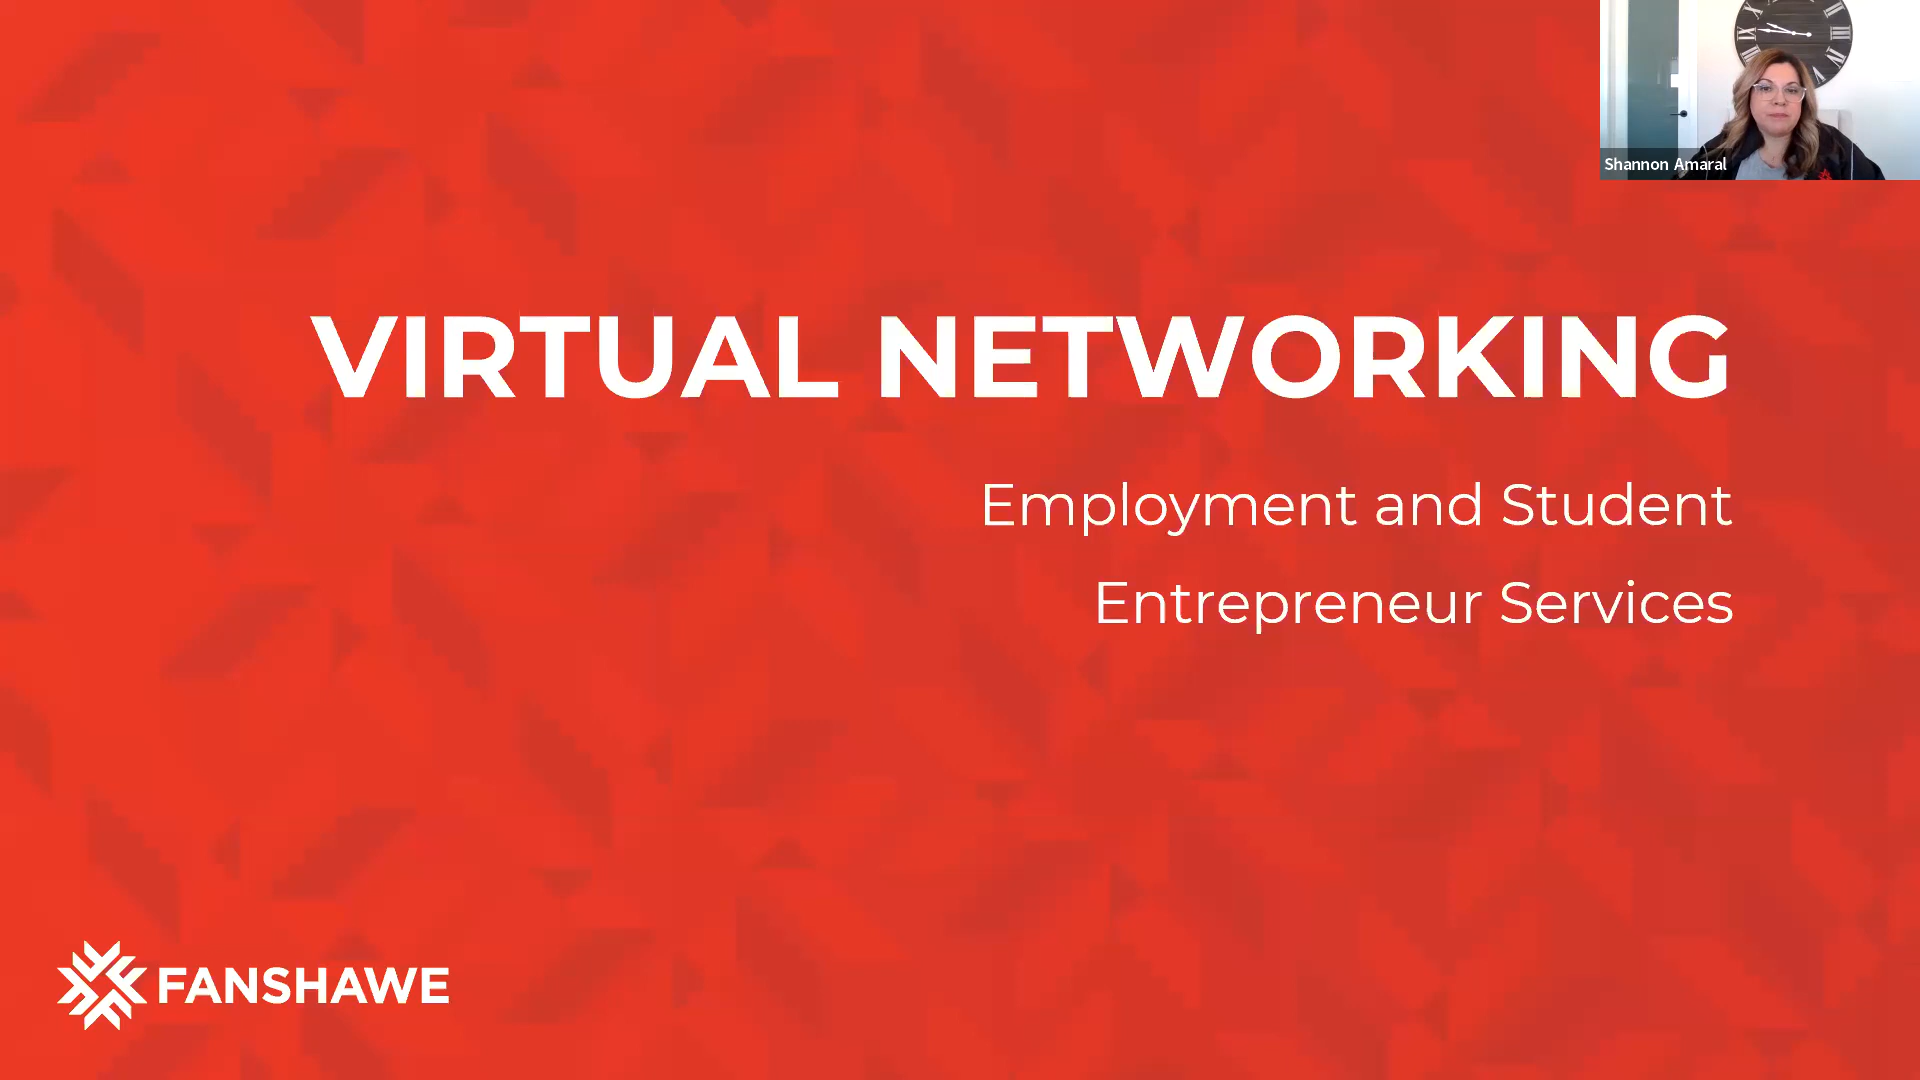 Shannon Amaral
VIRTUAL NETWORKING
Employment and Student
Entrepreneur Services
FANSHAWE